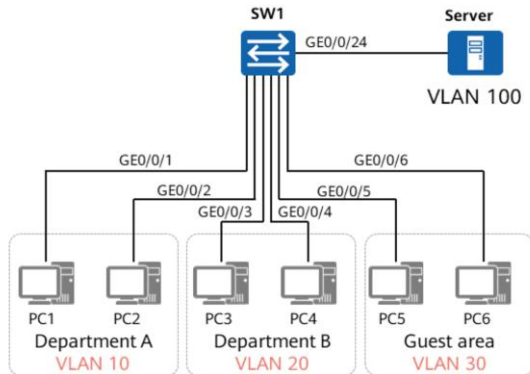 SW1
Server
GE0/0/24
VLAN 100
GE0/0/1
GE0/0/6
GE0/0/2
GE0/0/5
GE0/0/3
GE0/0/4
PC1
PC2
PC3
PC4
PC5
PC6
Department A
Department B
Guest area
VLAN 10
VLAN 20
VLAN 30